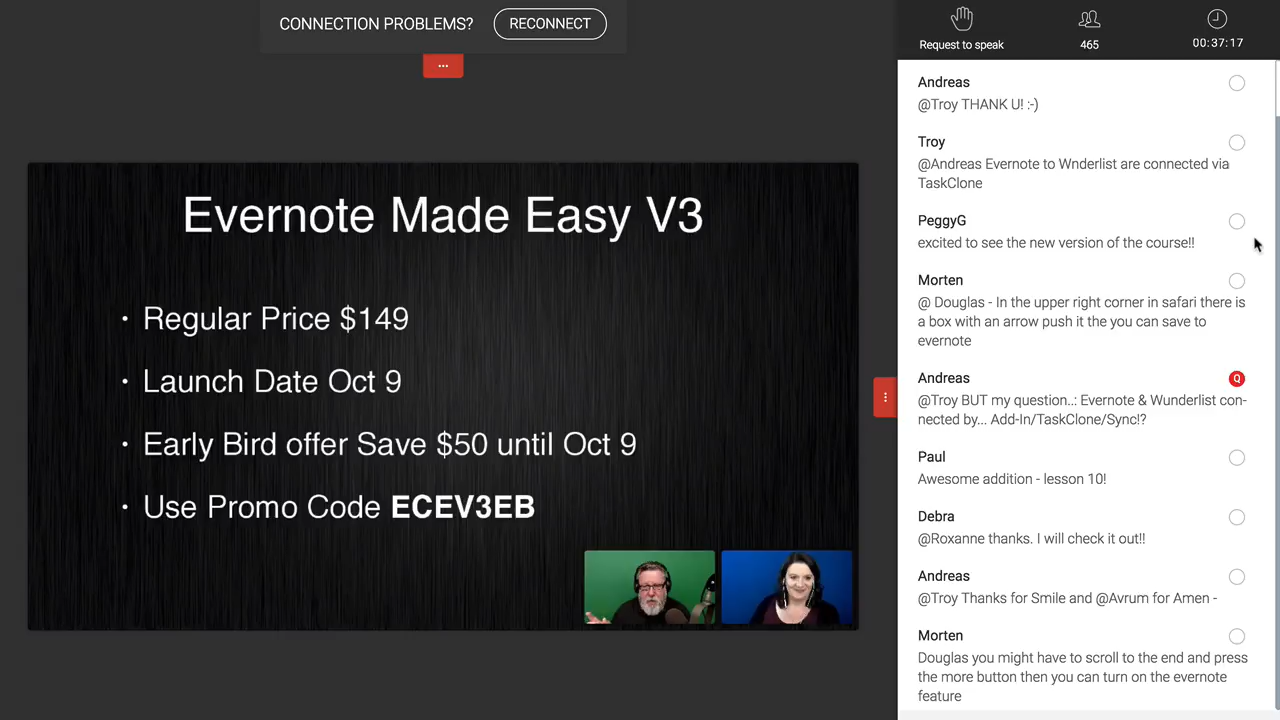 CONNECTION PROBLEMS?
RECONNECT
...
Request to speak
465
00:37:17
Evernote Made Easy V3
• Regular Price $149
• Launch Date Oct 9
• Early Bird offer Save $50 until Oct 9
• Use Promo Code ECEV3EB
Andreas
@Troy THANK U! :-)
Troy
@Andreas Evernote to Wnderlist are connected via
TaskClone
PeggyG
excited to see the new version of the course!!
Morten
@ Douglas - In the upper right corner in safari there is
a box with an arrow push it the you can save to
evernote
Andreas
Q
@Troy BUT my question..: Evernote & Wunderlist con-
nected by... Add-In/TaskClone/Sync!?
Paul
Awesome addition - lesson 10!
Debra
@Roxanne thanks. I will check it out!!
Andreas
@Troy Thanks for Smile and @Avrum for Amen -
Morten
Douglas you might have to scroll to the end and press
the more button then you can turn on the evernote
feature